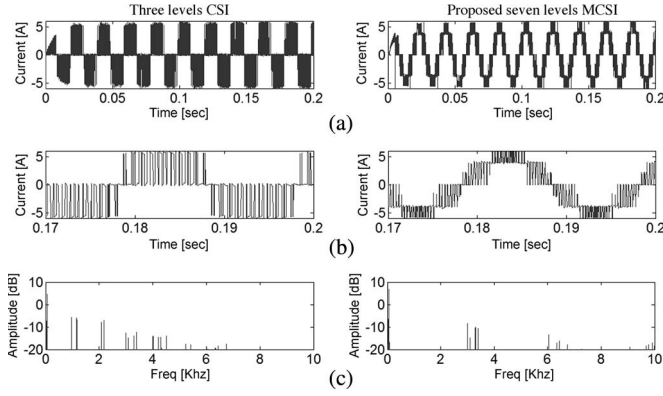 Three levels CSI
Proposed seven levels MCSI
Current [A]
5
0
-5
0 0.05 0.1 0.15 0.2
Time [sec]
Current [A]
5
0
-5
0 0.05 0.1 0.15 0.2
Time [sec]
(a)
Current [A]
5
0
-5
0.17 0.18 0.19 0.2
Time [sec]
Current [A]
5
0
-5
0.17 0.18 0.19 0.2
Time [sec]
(b)
Amplitude [dB]
10
0
-10
-20
0 2 4 6 8 10
Freq [Khz]
Amplitude [dB]
10
0
-10
-20
0 2 4 6 8 10
Freq [Khz]
(c)